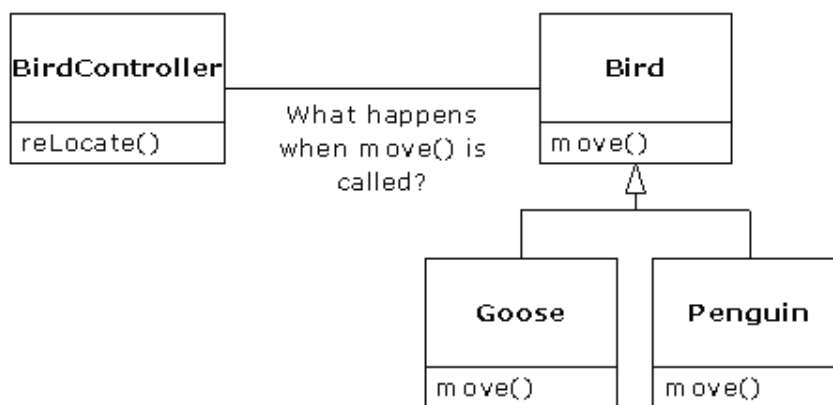 BirdController
reLocate()
What happens
when move() is
called?
Bird
move()
Goose
move()
Penguin
move()